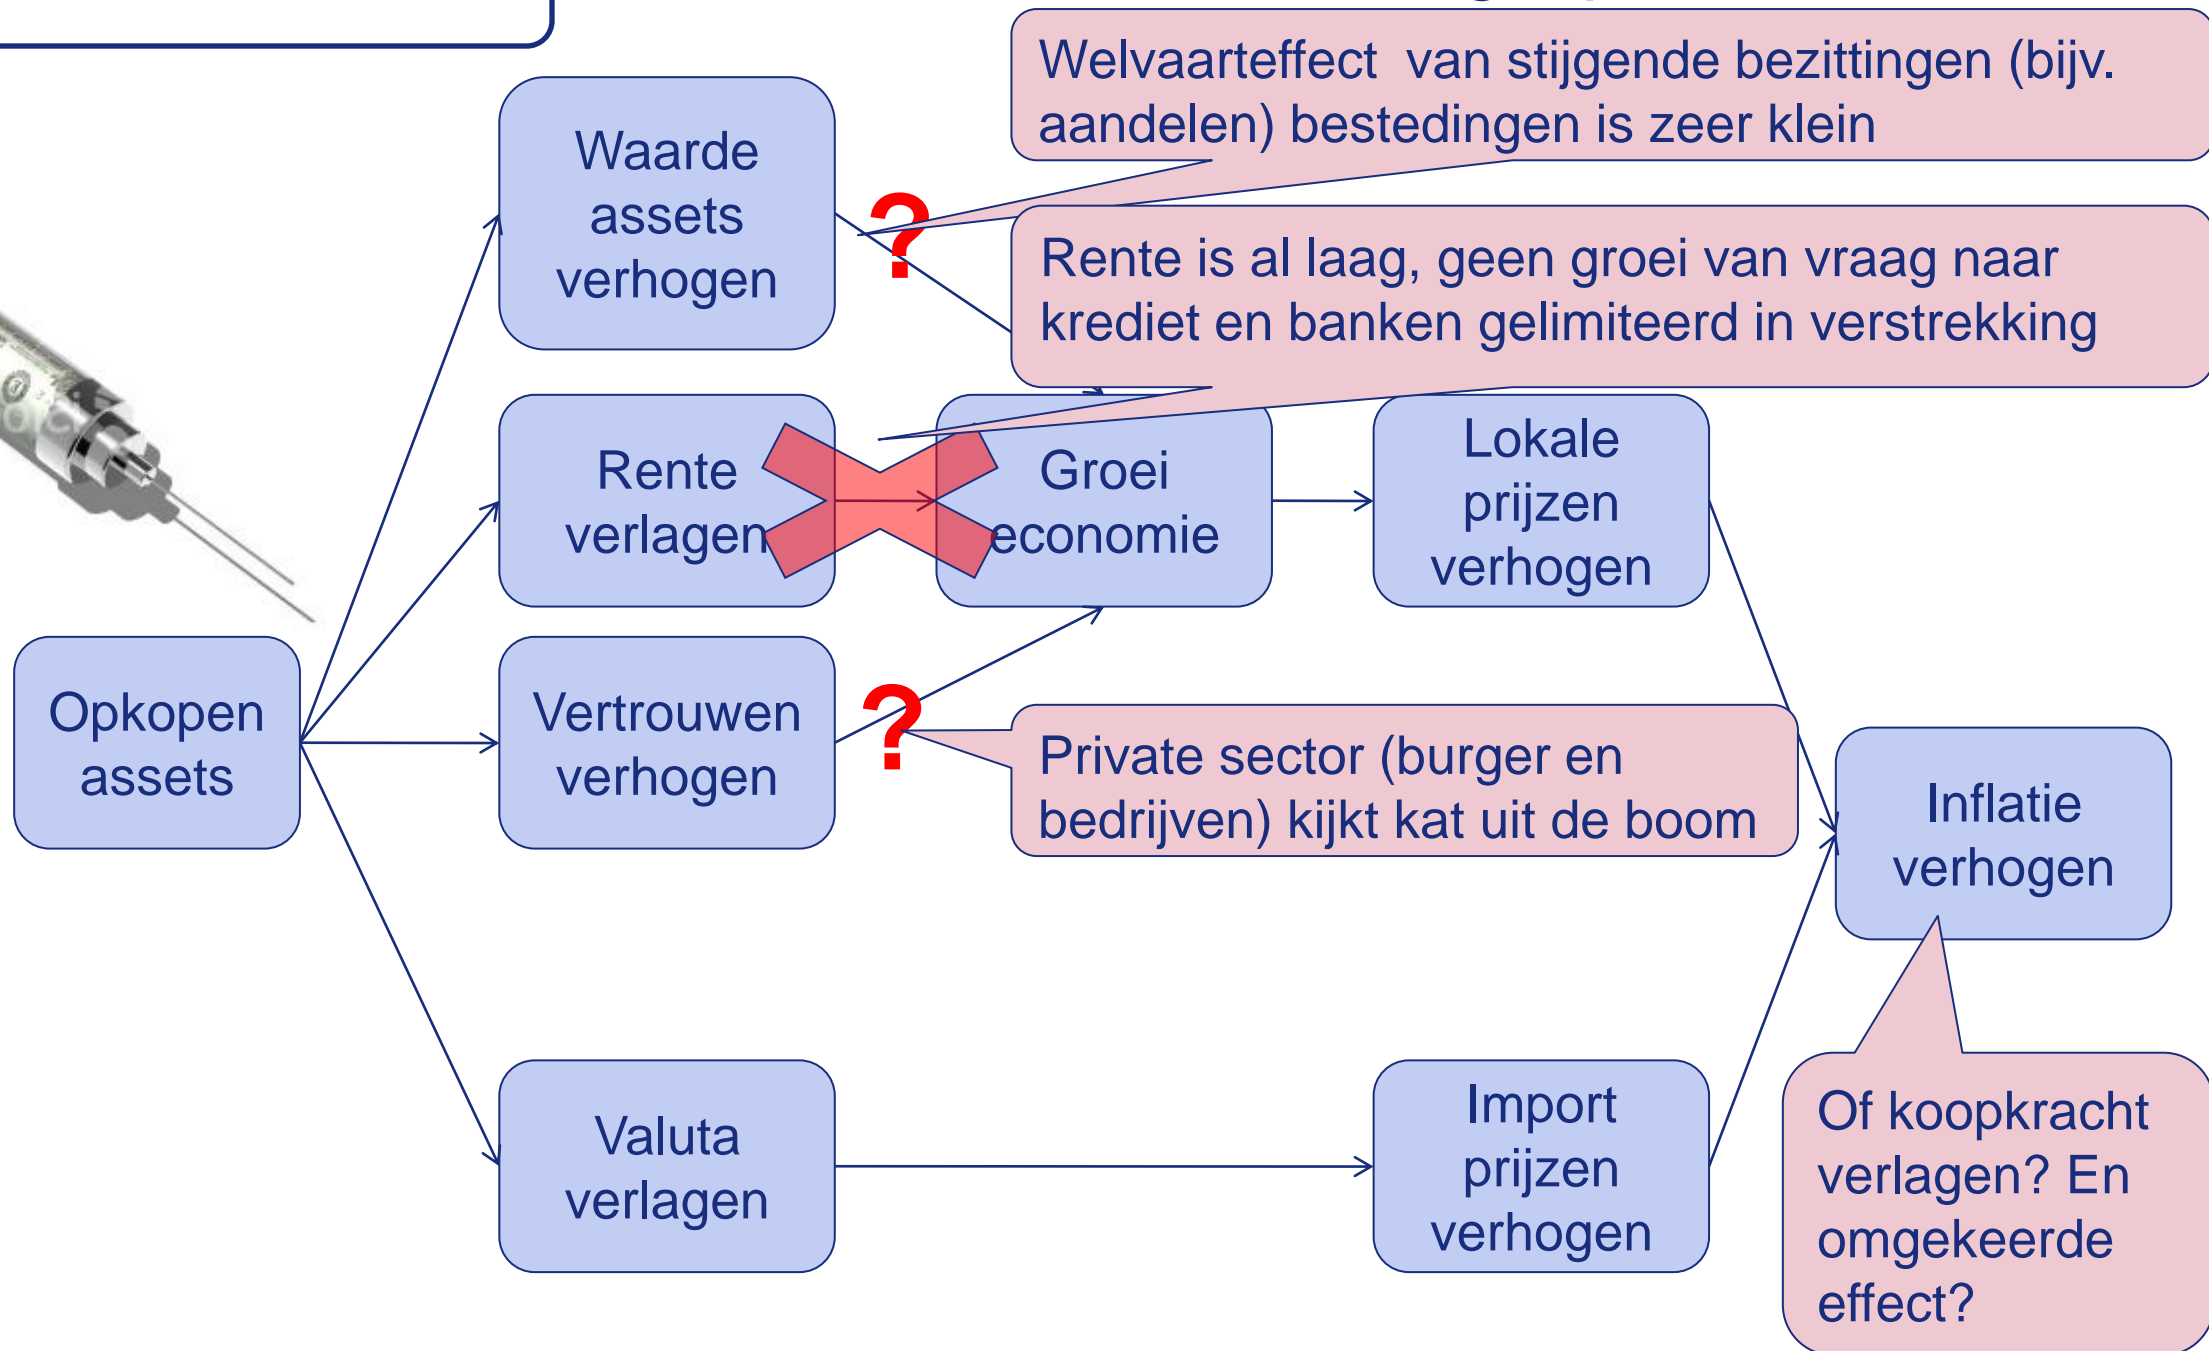 Welvaarteffect van stijgende bezittingen (bijv.
aandelen) bestedingen is zeer klein
Waarde
assets
verhogen
?
Rente is al laag, geen groei van vraag naar
krediet en banken gelimiteerd in verstrekking
Rente
verlagen
Groei
economie
Lokale
prijzen
verhogen
Opkopen
assets
Vertrouwen
verhogen
?
Private sector (burger en
bedrijven) kijkt kat uit de boom
Inflatie
verhogen
Valuta
verlagen
Import
prijzen
verhogen
Of koopkracht
verlagen? En
omgekeerde
effect?